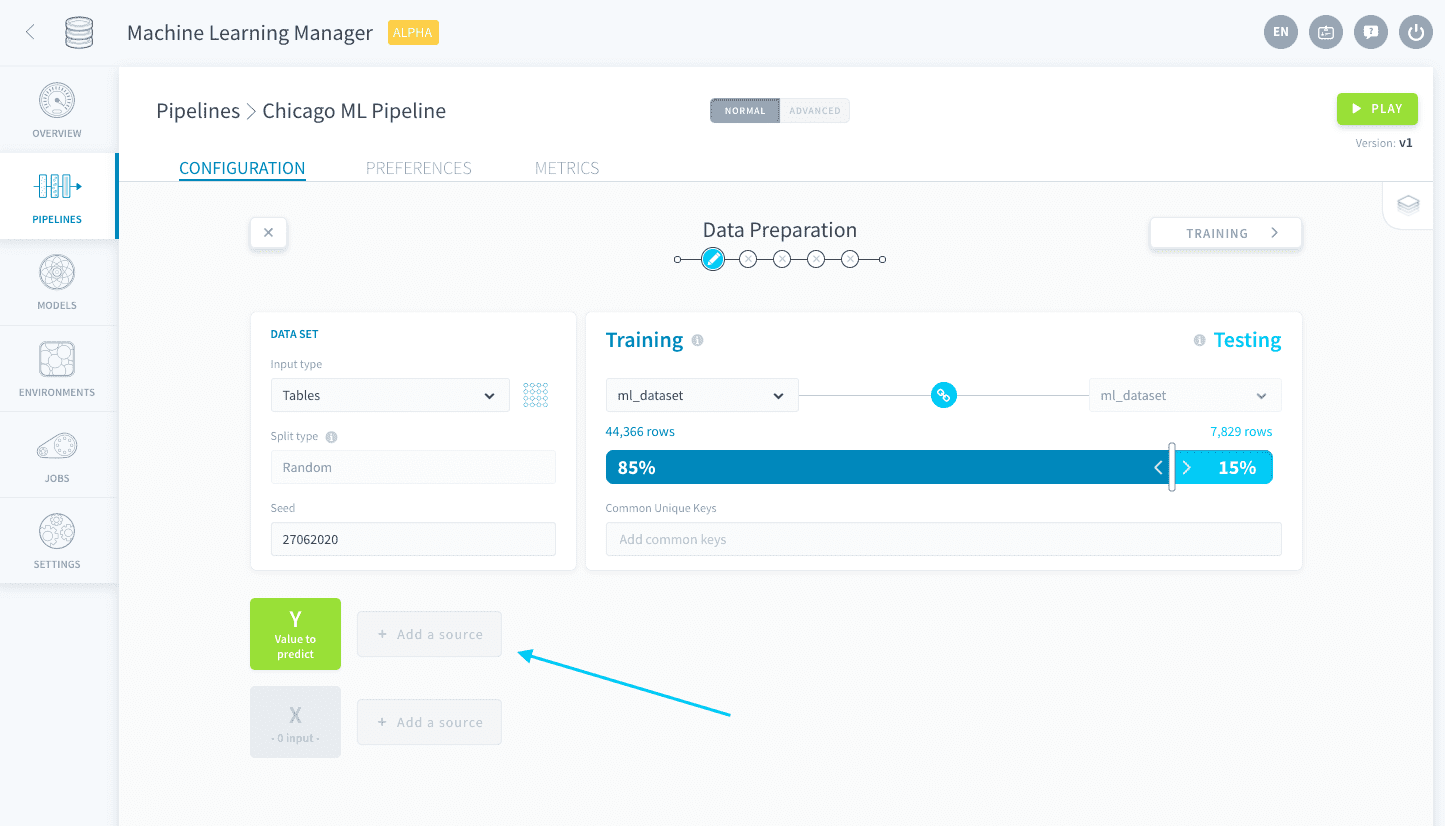 Machine Learning Manager ALPHA
EN
OVERVIEW
PIPELINES
MODELS
ENVIRONMENTS
JOBS
SETTINGS
Pipelines > Chicago ML Pipeline
NORMAL ADVANCED
PLAY
Version: v1
CONFIGURATION PREFERENCES METRICS
Data Preparation
TRAINING
DATA SET
Input type
Tables
Split type
Random
Seed
27062020
Training Testing
ml_dataset ml_dataset
44,366 rows 7,829 rows
85% 15%
Common Unique Keys
Add common keys
Y
Value to
predict
+ Add a source
X
- 0 input -
+ Add a source